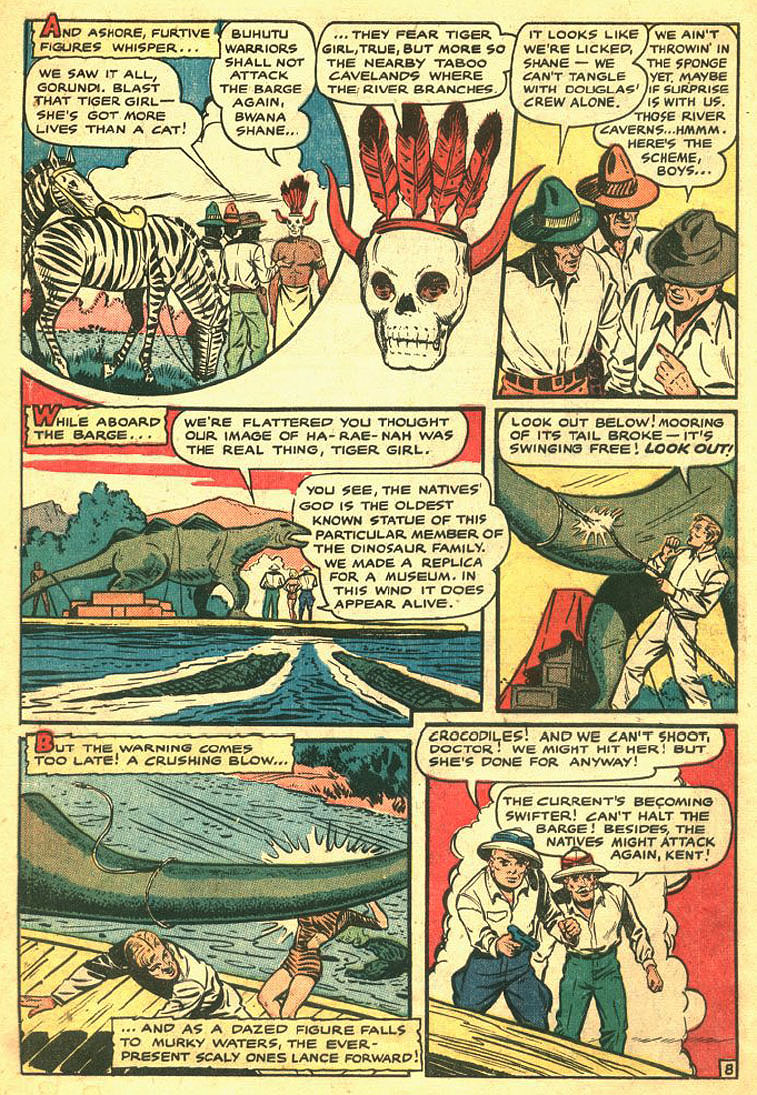 AND ASHORE, FURTIVE
FIGURES WHISPER...
WE SAW IT ALL,
GORUNDI. BLAST
THAT TIGER GIRL—
SHE'S GOT MORE
LIVES THAN A CAT!
BUHUTU
WARRIORS
SHALL NOT
ATTACK
THE BARGE
AGAIN,
BWANA
SHANE...
...THEY FEAR TIGER
GIRL, TRUE, BUT MORE SO
THE NEARBY TABOO
CAVELANDS WHERE
THE RIVER BRANCHES.
IT LOOKS LIKE
WE'RE LICKED,
SHANE — WE
CAN'T TANGLE
WITH DOUGLAS'
CREW ALONE.
WE AIN'T
THROWIN' IN
THE SPONGE
YET. MAYBE
IF SURPRISE
IS WITH US.
THOSE RIVER
CAVERNS...HMMM.
HERE'S THE
SCHEME,
BOYS...
WHILE ABOARD
THE BARGE...
WE'RE FLATTERED YOU THOUGHT
OUR IMAGE OF HA-RAE-NAH WAS
THE REAL THING, TIGER GIRL.
YOU SEE, THE NATIVES'
GOD IS THE OLDEST
KNOWN STATUE OF THIS
PARTICULAR MEMBER OF
THE DINOSAUR FAMILY.
WE MADE A REPLICA
FOR A MUSEUM. IN
THIS WIND IT DOES
APPEAR ALIVE.
LOOK OUT BELOW! MOORING
OF ITS TAIL BROKE — IT'S
SWINGING FREE! LOOK OUT!
BUT THE WARNING COMES
TOO LATE! A CRUSHING BLOW...
...AND AS A DAZED FIGURE FALLS
TO MURKY WATERS, THE EVER-
PRESENT SCALY ONES LANCE FORWARD!
CROCODILES! AND WE CAN'T SHOOT,
DOCTOR! WE MIGHT HIT HER! BUT
SHE'S DONE FOR ANYWAY!
THE CURRENT'S BECOMING
SWIFTER! CAN'T HALT THE
BARGE! BESIDES, THE
NATIVES MIGHT ATTACK
AGAIN, KENT!
8